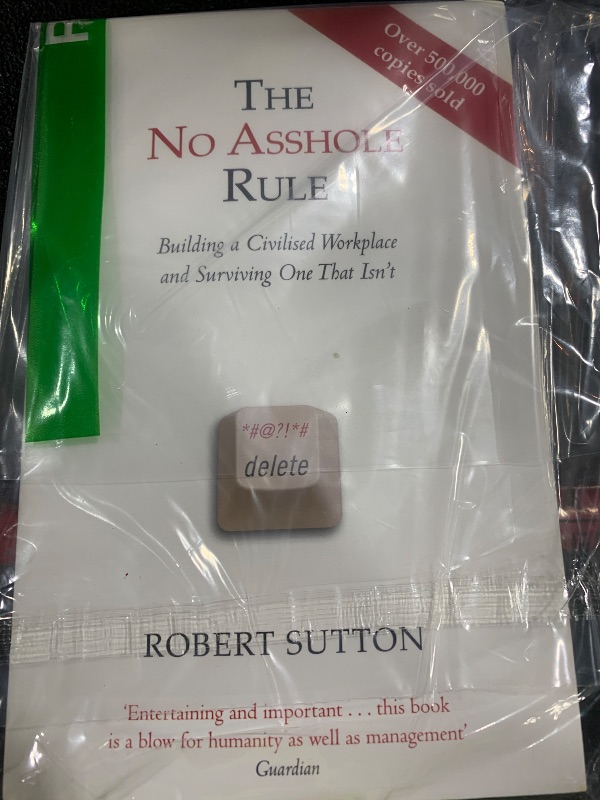 Over 500,000
copies sold
THE
NO ASSHOLE
RULE
Building a Civilised Workplace
and Surviving One That Isn't
*#@?!*#
delete
ROBERT SUTTON
'Entertaining and important . . . this book
is a blow for humanity as well as management'
Guardian